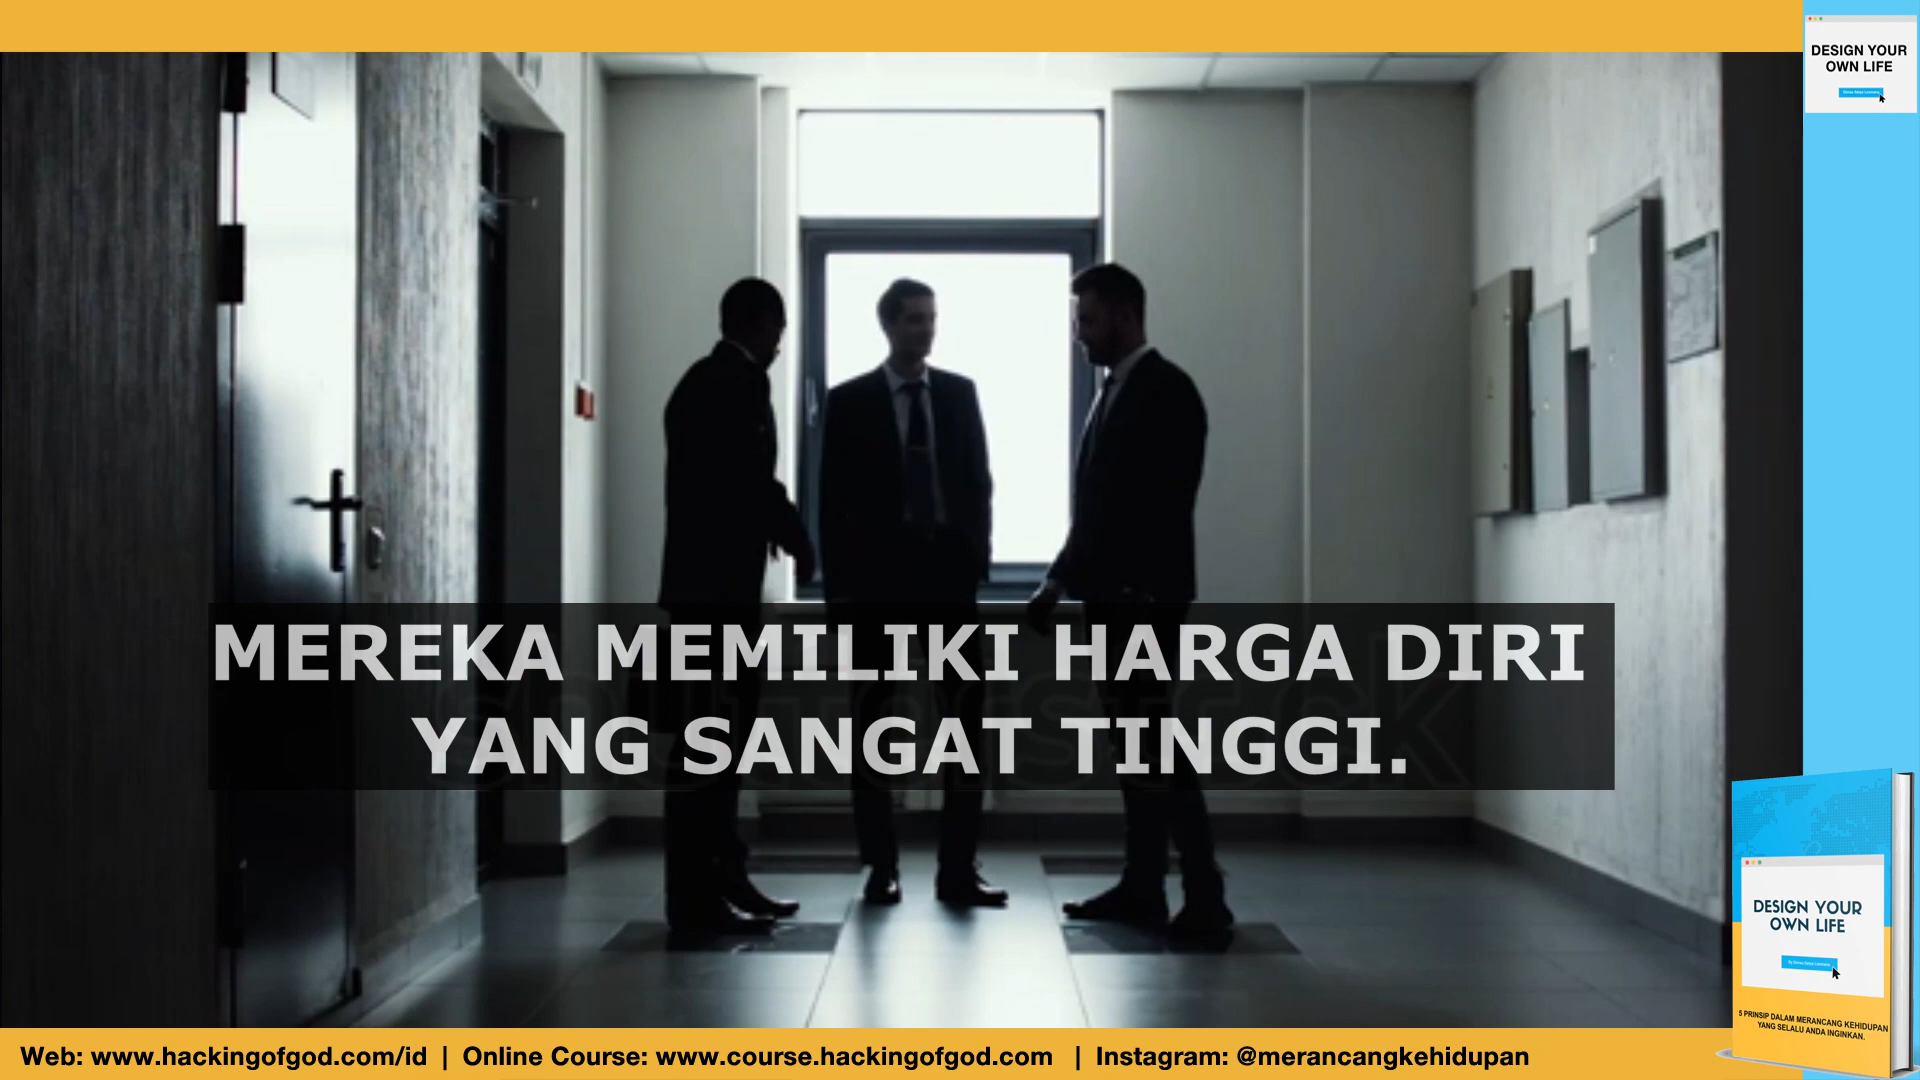 DESIGN YOUR
OWN LIFE
MEREKA MEMILIKI HARGA DIRI
YANG SANGAT TINGGI.
DESIGN YOUR
OWN LIFE
5 PRINSIP DALAM MERANCANG KEHIDUPAN
YANG SELALU ANDA INGINKAN.
Web: www.hackingofgod.com/id | Online Course: www.course.hackingofgod.com | Instagram: @merancangkehidupan